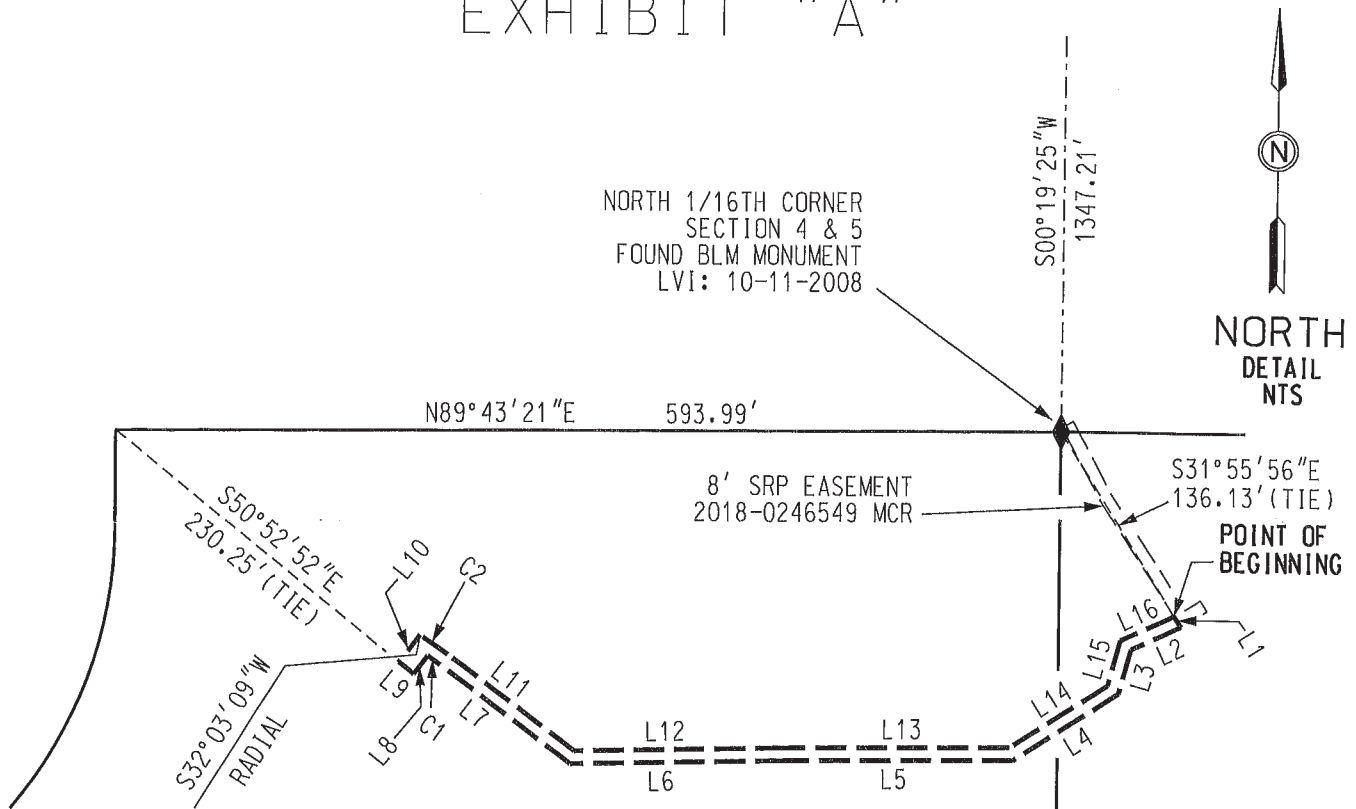 EXHIBIT "A"
S00°19'25"W
1347.21'
N
NORTH
DETAIL
NTS
NORTH 1/16TH CORNER
SECTION 4 & 5
FOUND BLM MONUMENT
LVI: 10-11-2008
N89°43'21"E 593.99'
8' SRP EASEMENT
2018-0246549 MCR
S31°55'56"E
136.13'(TIE)
POINT OF
BEGINNING
S50°52'52"E
230.25'(TIE)
L10
C2
L16
L1
L2
L15
L3
L9
L11
L8
C1
L7
S32°03'09"W
RADIAL
L14
L4
L12
L13
L6
L5